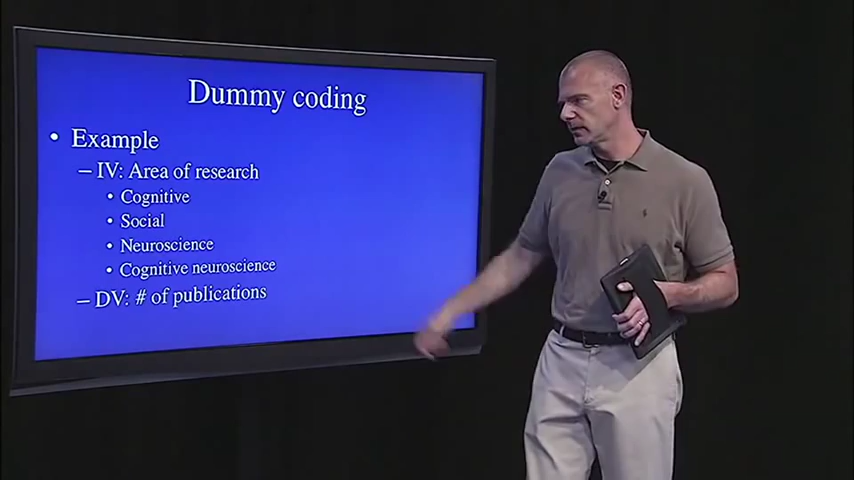 Dummy coding
• Example
– IV: Area of research
• Cognitive
• Social
• Neuroscience
• Cognitive neuroscience
– DV: # of publications